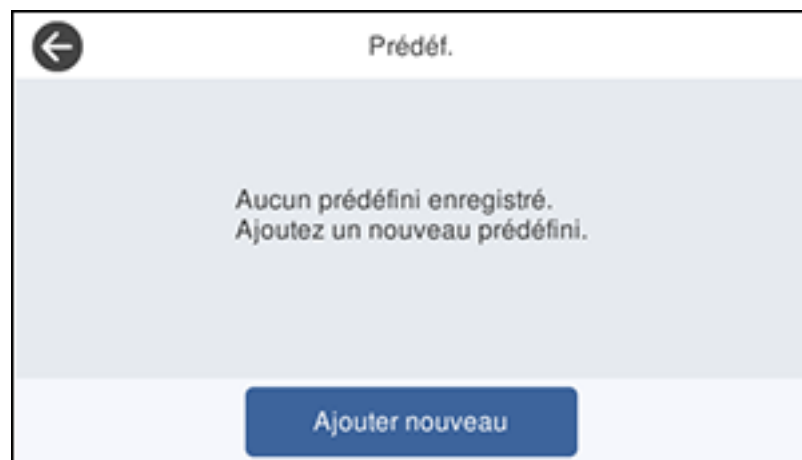 Prédéf.
Aucun prédéfini enregistré.
Ajoutez un nouveau prédéfini.
Ajouter nouveau